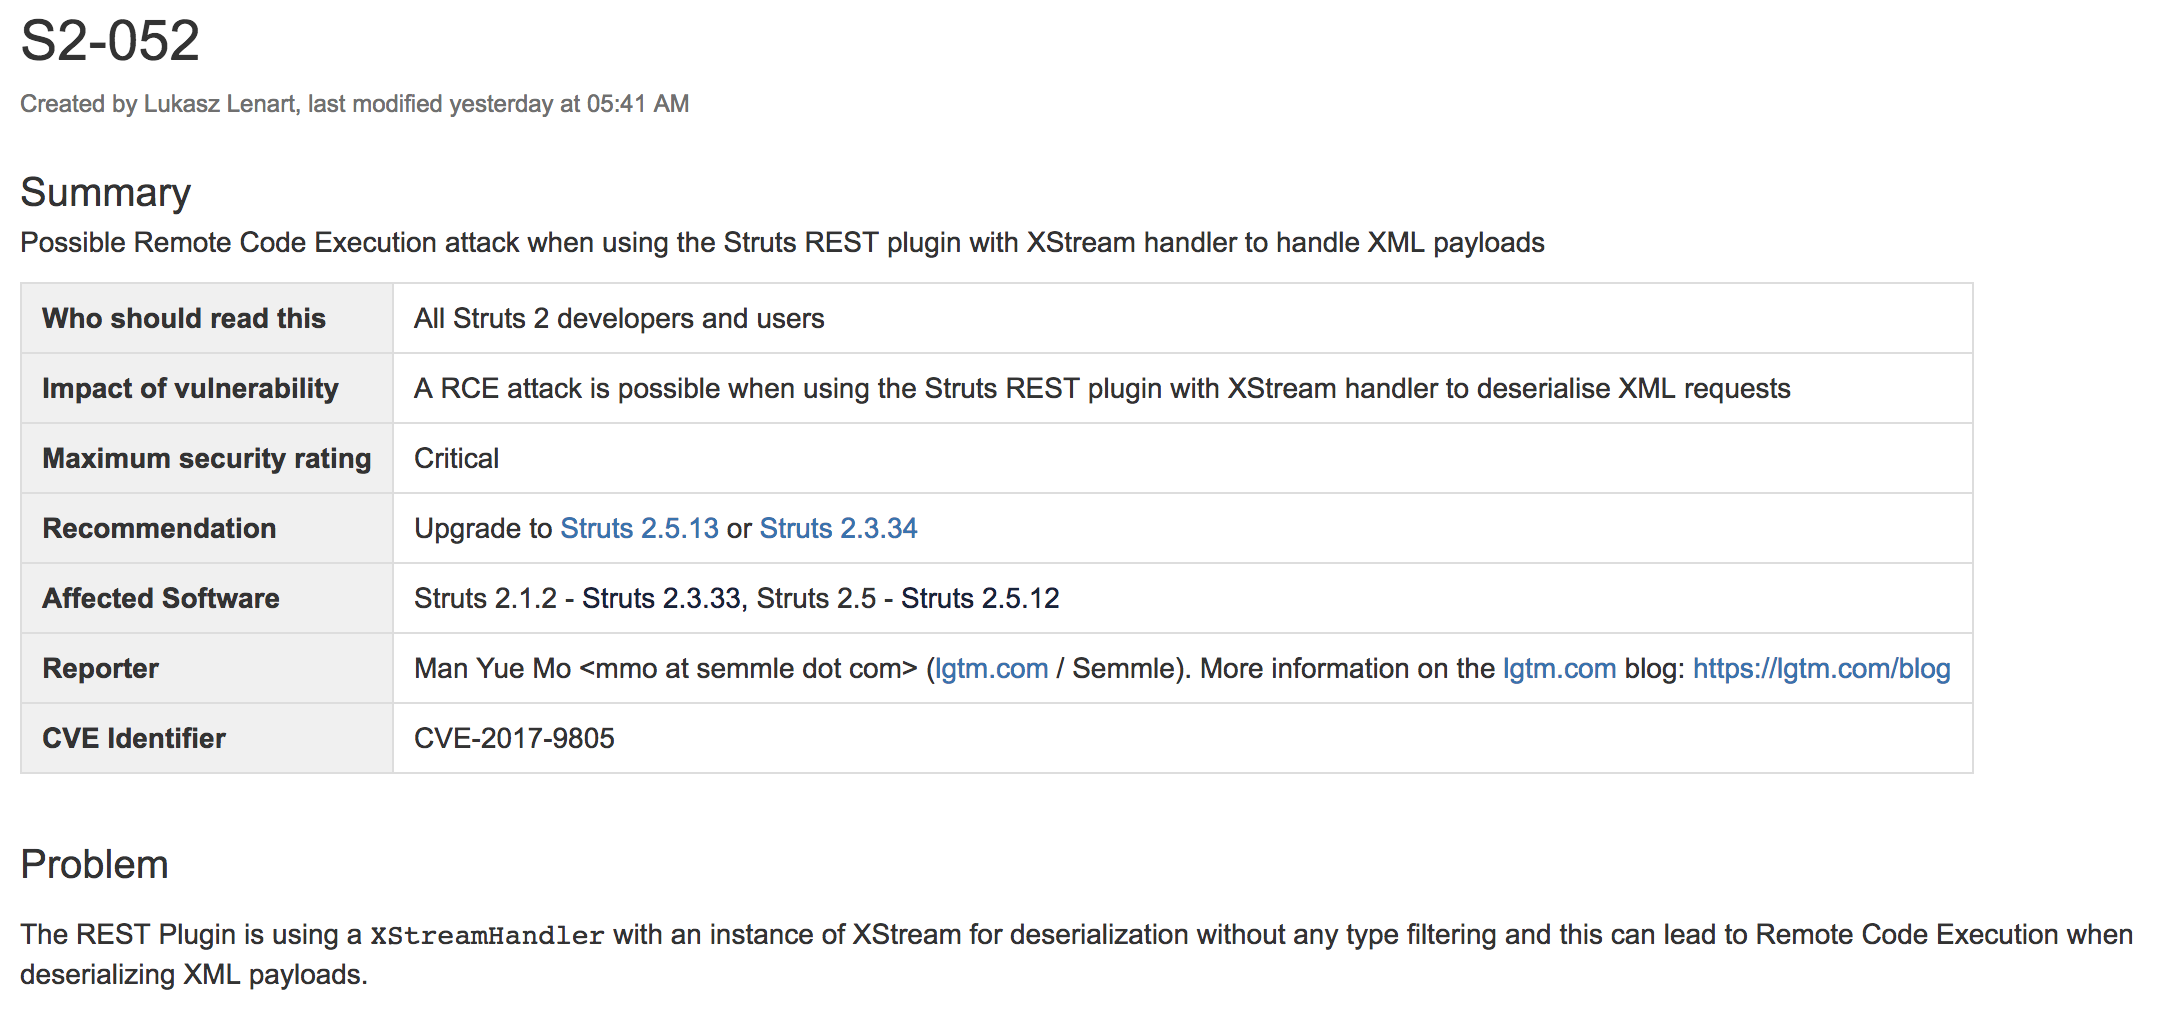 S2-052
Created by Lukasz Lenart, last modified yesterday at 05:41 AM
Summary
Possible Remote Code Execution attack when using the Struts REST plugin with XStream handler to handle XML payloads
Who should read this All Struts 2 developers and users
Impact of vulnerability A RCE attack is possible when using the Struts REST plugin with XStream handler to deserialise XML requests
Maximum security rating Critical
Recommendation Upgrade to Struts 2.5.13 or Struts 2.3.34
Affected Software Struts 2.1.2 - Struts 2.3.33, Struts 2.5 - Struts 2.5.12
Reporter Man Yue Mo <mmo at semmle dot com> (lgtm.com / Semmle). More information on the lgtm.com blog: https://lgtm.com/blog
CVE Identifier CVE-2017-9805
Problem
The REST Plugin is using a XStreamHandler with an instance of XStream for deserialization without any type filtering and this can lead to Remote Code Execution when
deserializing XML payloads.